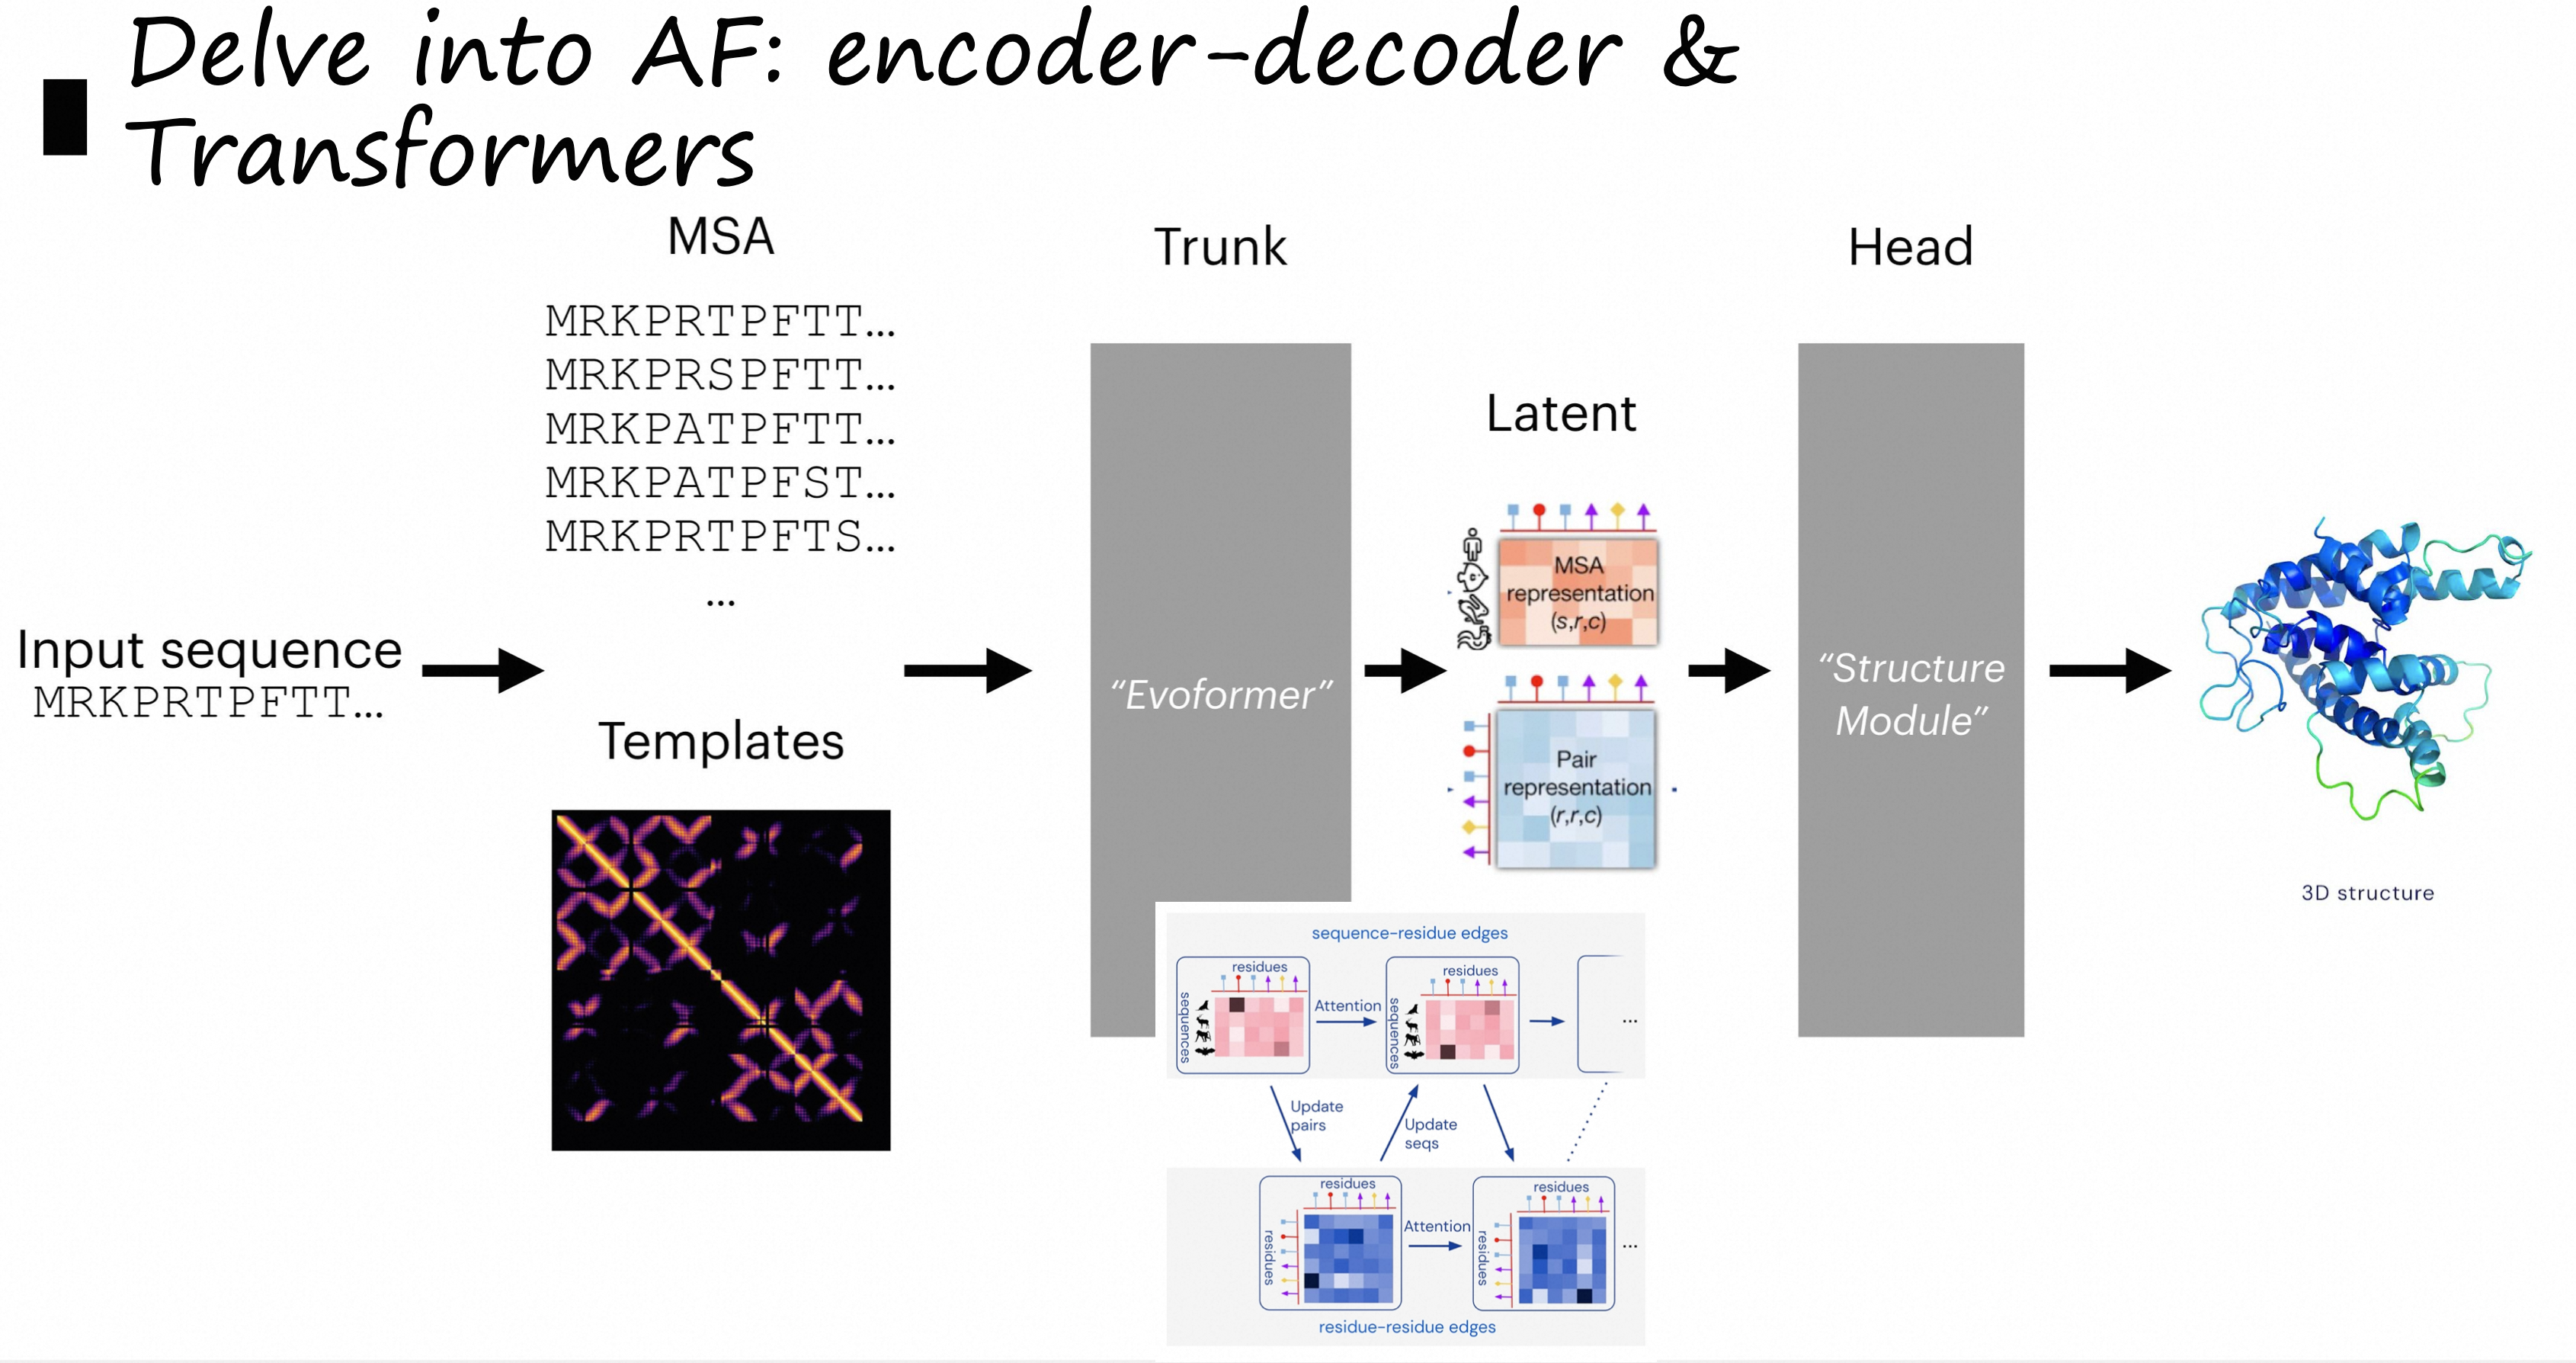 Delve into AF: encoder-decoder &
Transformers
MSA
MRKPRTPFTT...
MRKPRSPFTT...
MRKPATPFTT...
MRKPATPFST...
MRKPRTPFTS...
...
Input sequence
MRKPRTPFTT...
Templates
Trunk
"Evoformer"
Latent
MSA
representation
(s,r,c)
Pair
representation
(r,r,c)
Head
"Structure
Module"
3D structure
sequence-residue edges
residues
sequences
Attention
residues
sequences
...
Update
pairs
Update
seqs
residues
residues
Attention
residues
residues
...
residue-residue edges